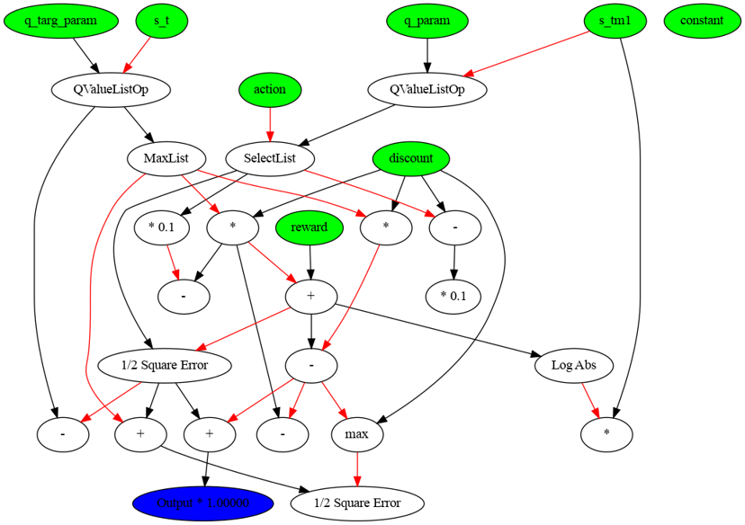 q_targ_param s_t q_param s_tm1 constant
QValueListOp action QValueListOp
MaxList SelectList discount
* 0.1 * reward * -
- + * 0.1
1/2 Square Error - Log Abs
- + + - max *
Output * 1.00000 1/2 Square Error